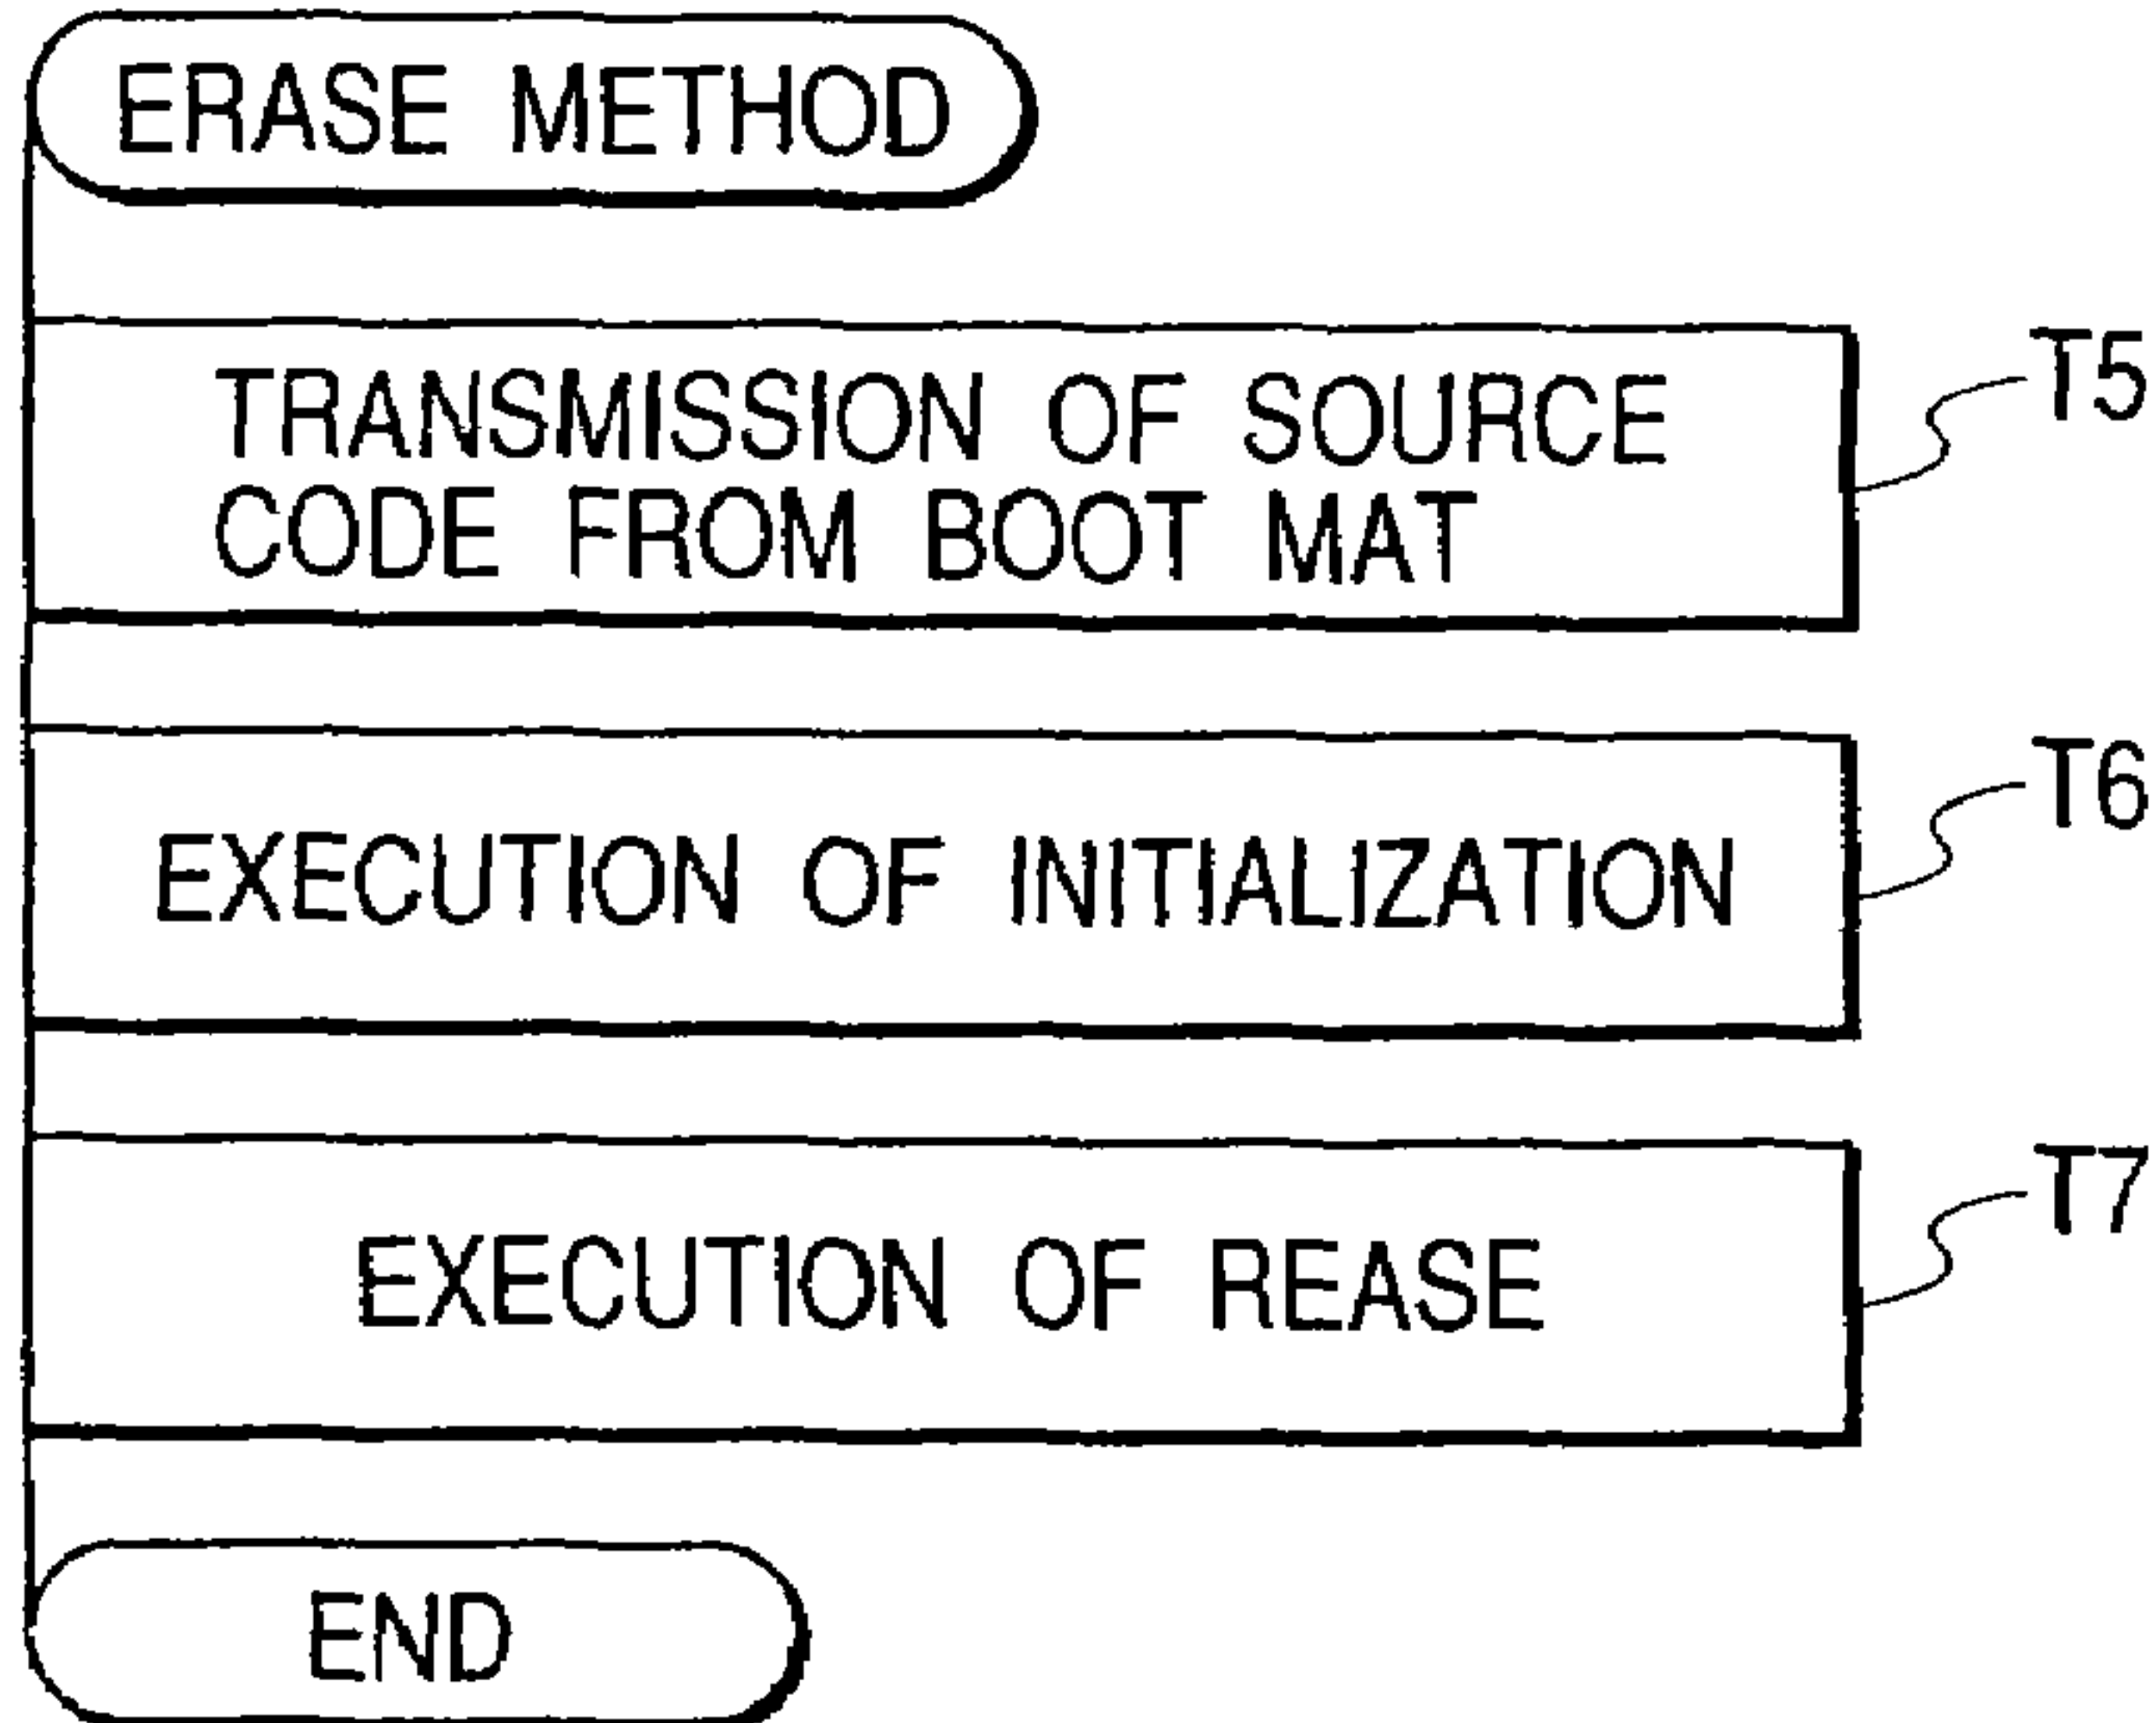 ERASE METHOD
TRANSMISSION OF SOURCE
CODE FROM BOOT MAT
T5
EXECUTION OF INITIALIZATION
T6
EXECUTION OF REASE
T7
END